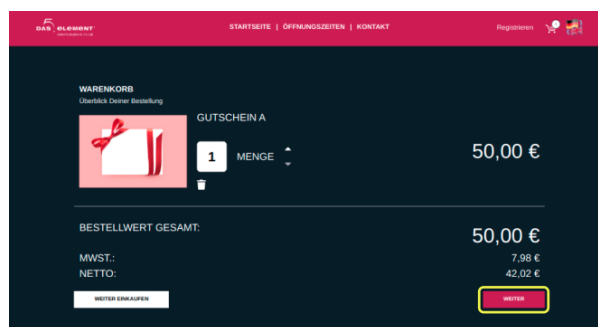 5
DAS ELEMENT
STARTSEITE | ÖFFNUNGSZEITEN | KONTAKT
Registrieren
WARENKORB
Überblick Deiner Bestellung
GUTSCHEIN A
1 MENGE
50,00 €
BESTELLWERT GESAMT:
50,00 €
MWST.:
7,98 €
NETTO:
42,02 €
WEITER EINKAUFEN
WEITER